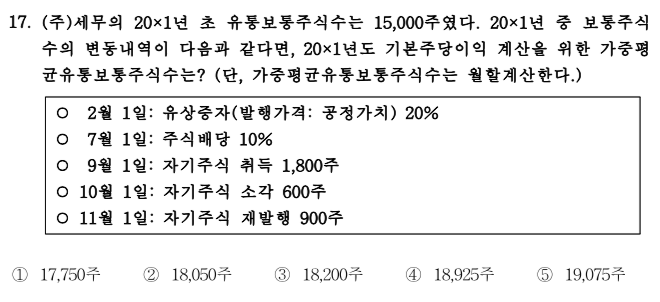 17. (주)세무의 20×1년 초 유통보통주식수는 15,000주였다. 20×1년 중 보통주식
수의 변동내역이 다음과 같다면, 20×1년도 기본주당이익 계산을 위한 가중평
균유통보통주식수는? (단, 가중평균유통보통주식수는 월할계산한다.)
○ 2월 1일: 유상증자(발행가격: 공정가치) 20%
○ 7월 1일: 주식배당 10%
○ 9월 1일: 자기주식 취득 1,800주
○ 10월 1일: 자기주식 소각 600주
○ 11월 1일: 자기주식 재발행 900주
① 17,750주 ② 18,050주 ③ 18,200주 ④ 18,925주 ⑤ 19,075주